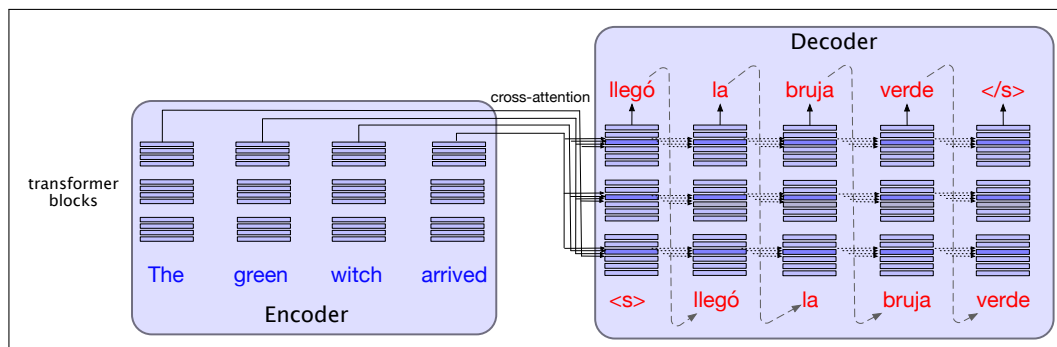 Decoder
llegó la bruja verde </s>
cross-attention
transformer
blocks
The green witch arrived
Encoder
<s> llegó la bruja verde